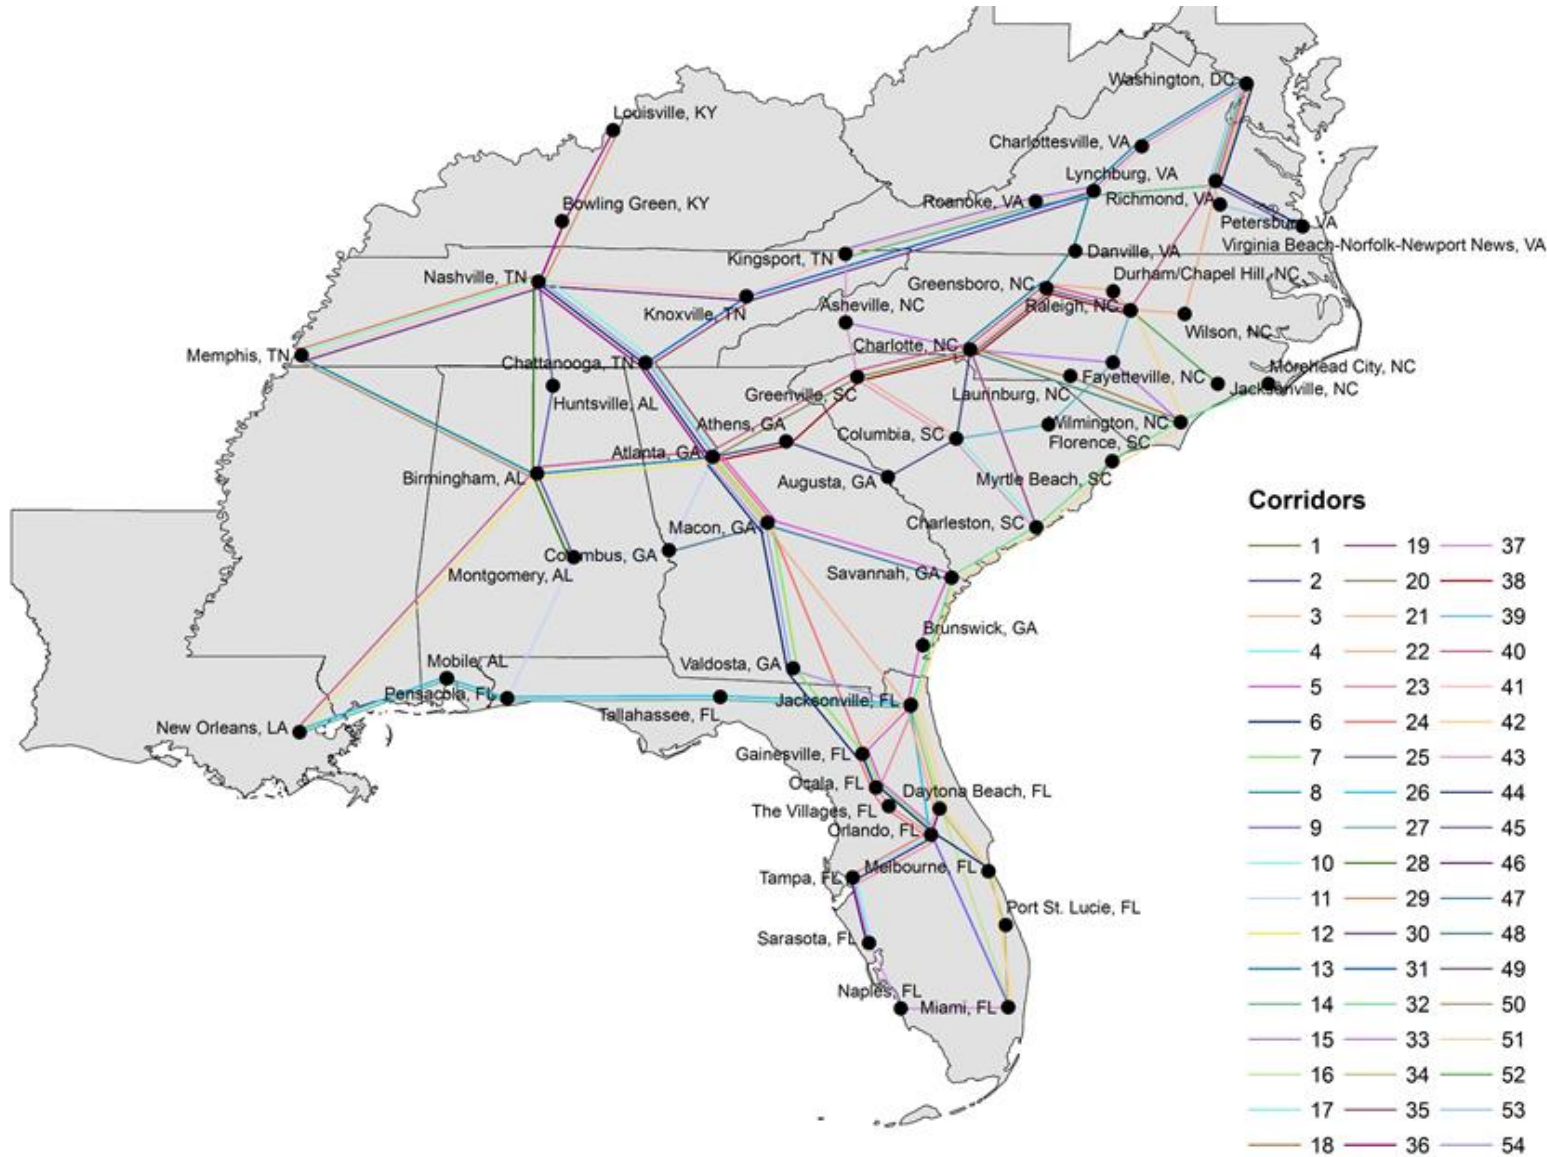 Washington, DC
Louisville, KY
Charlottesville, VA
Lynchburg, VA
Roanoke, VA
Richmond, VA
Bowling Green, KY
Petersburg, VA
Virginia Beach-Norfolk-Newport News, VA
Kingsport, TN
Danville, VA
Nashville, TN
Greensboro, NC
Durham/Chapel Hill, NC
Knoxville, TN
Asheville, NC
Raleigh, NC
Wilson, NC
Memphis, TN
Chattanooga, TN
Charlotte, NC
Morehead City, NC
Fayetteville, NC
Jacksonville, NC
Huntsville, AL
Greenville, SC
Laurinburg, NC
Athens, GA
Wilmington, NC
Columbia, SC
Florence, SC
Atlanta, GA
Birmingham, AL
Augusta, GA
Myrtle Beach, SC
Macon, GA
Charleston, SC
Columbus, GA
Montgomery, AL
Savannah, GA
Brunswick, GA
Mobile, AL
Valdosta, GA
Pensacola, FL
Jacksonville, FL
Tallahassee, FL
New Orleans, LA
Gainesville, FL
Ocala, FL
Daytona Beach, FL
The Villages, FL
Orlando, FL
Melbourne, FL
Tampa, FL
Port St. Lucie, FL
Sarasota, FL
Naples, FL
Miami, FL
Corridors
1 19 37
2 20 38
3 21 39
4 22 40
5 23 41
6 24 42
7 25 43
8 26 44
9 27 45
10 28 46
11 29 47
12 30 48
13 31 49
14 32 50
15 33 51
16 34 52
17 35 53
18 36 54